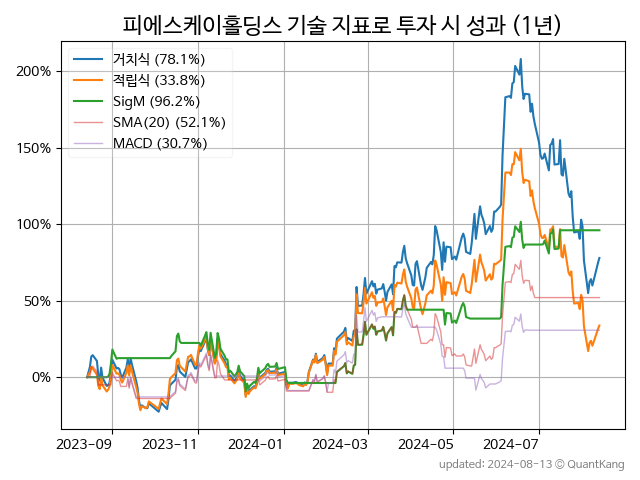 피에스케이홀딩스 기술 지표로 투자 시 성과 (1년)
거치식 (78.1%)
적립식 (33.8%)
SigM (96.2%)
SMA(20) (52.1%)
MACD (30.7%)
200%
150%
100%
50%
0%
2023-09 2023-11 2024-01 2024-03 2024-05 2024-07
updated: 2024-08-13 © QuantKang